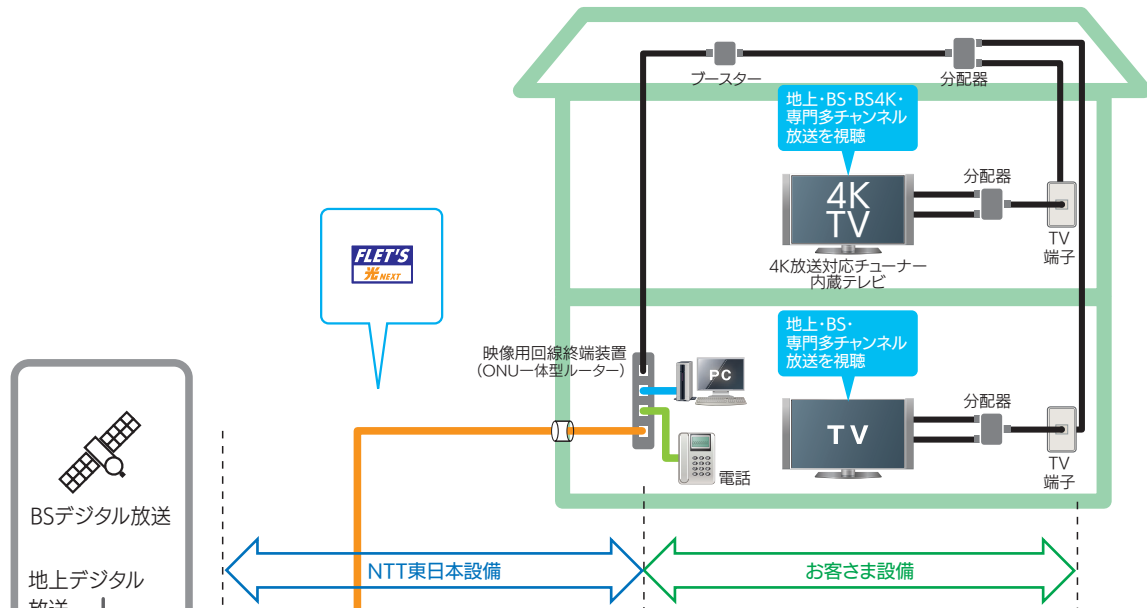 ブースター
分配器
地上・BS・BS4K・
専門多チャンネル
放送を視聴
4K
TV
分配器
TV
端子
4K放送対応チューナー
内蔵テレビ
FLET'S
光NEXT
地上・BS・
専門多チャンネル
放送を視聴
映像用回線終端装置
（ONU一体型ルーター）
PC
TV
分配器
TV
端子
電話
BSデジタル放送
NTT東日本設備
お客さま設備
地上デジタル
放送